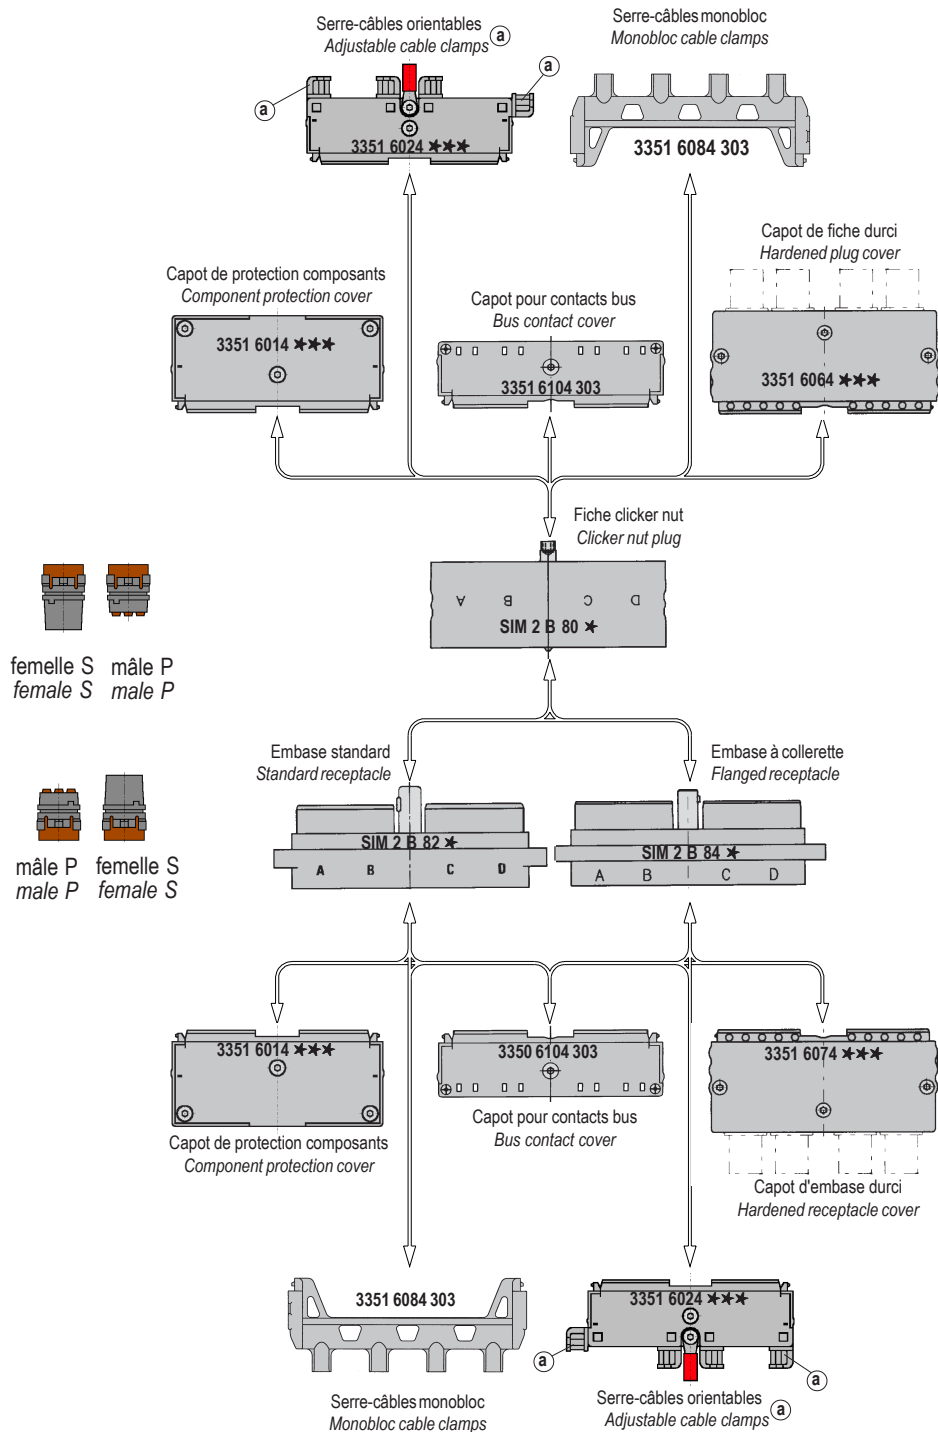 Serre-câbles orientables
Adjustable cable clamps a
Serre-câbles monobloc
Monobloc cable clamps
a
a
3351 6024 ★★★
3351 6084 303
Capot de fiche durci
Hardened plug cover
Capot de protection composants
Component protection cover
Capot pour contacts bus
Bus contact cover
3351 6014 ★★★
3351 6104 303
3351 6064 ★★★
Fiche clicker nut
Clicker nut plug
A B C D
SIM 2 B 80 ★
femelle S mâle P
female S male P
Embase standard
Standard receptacle
Embase à collerette
Flanged receptacle
SIM 2 B 82 ★
A B C D
SIM 2 B 84 ★
A B C D
mâle P femelle S
male P female S
3351 6014 ★★★
3350 6104 303
3351 6074 ★★★
Capot de protection composants
Component protection cover
Capot pour contacts bus
Bus contact cover
Capot d'embase durci
Hardened receptacle cover
3351 6084 303
3351 6024 ★★★
a
a
Serre-câbles monobloc
Monobloc cable clamps
Serre-câbles orientables
Adjustable cable clamps a